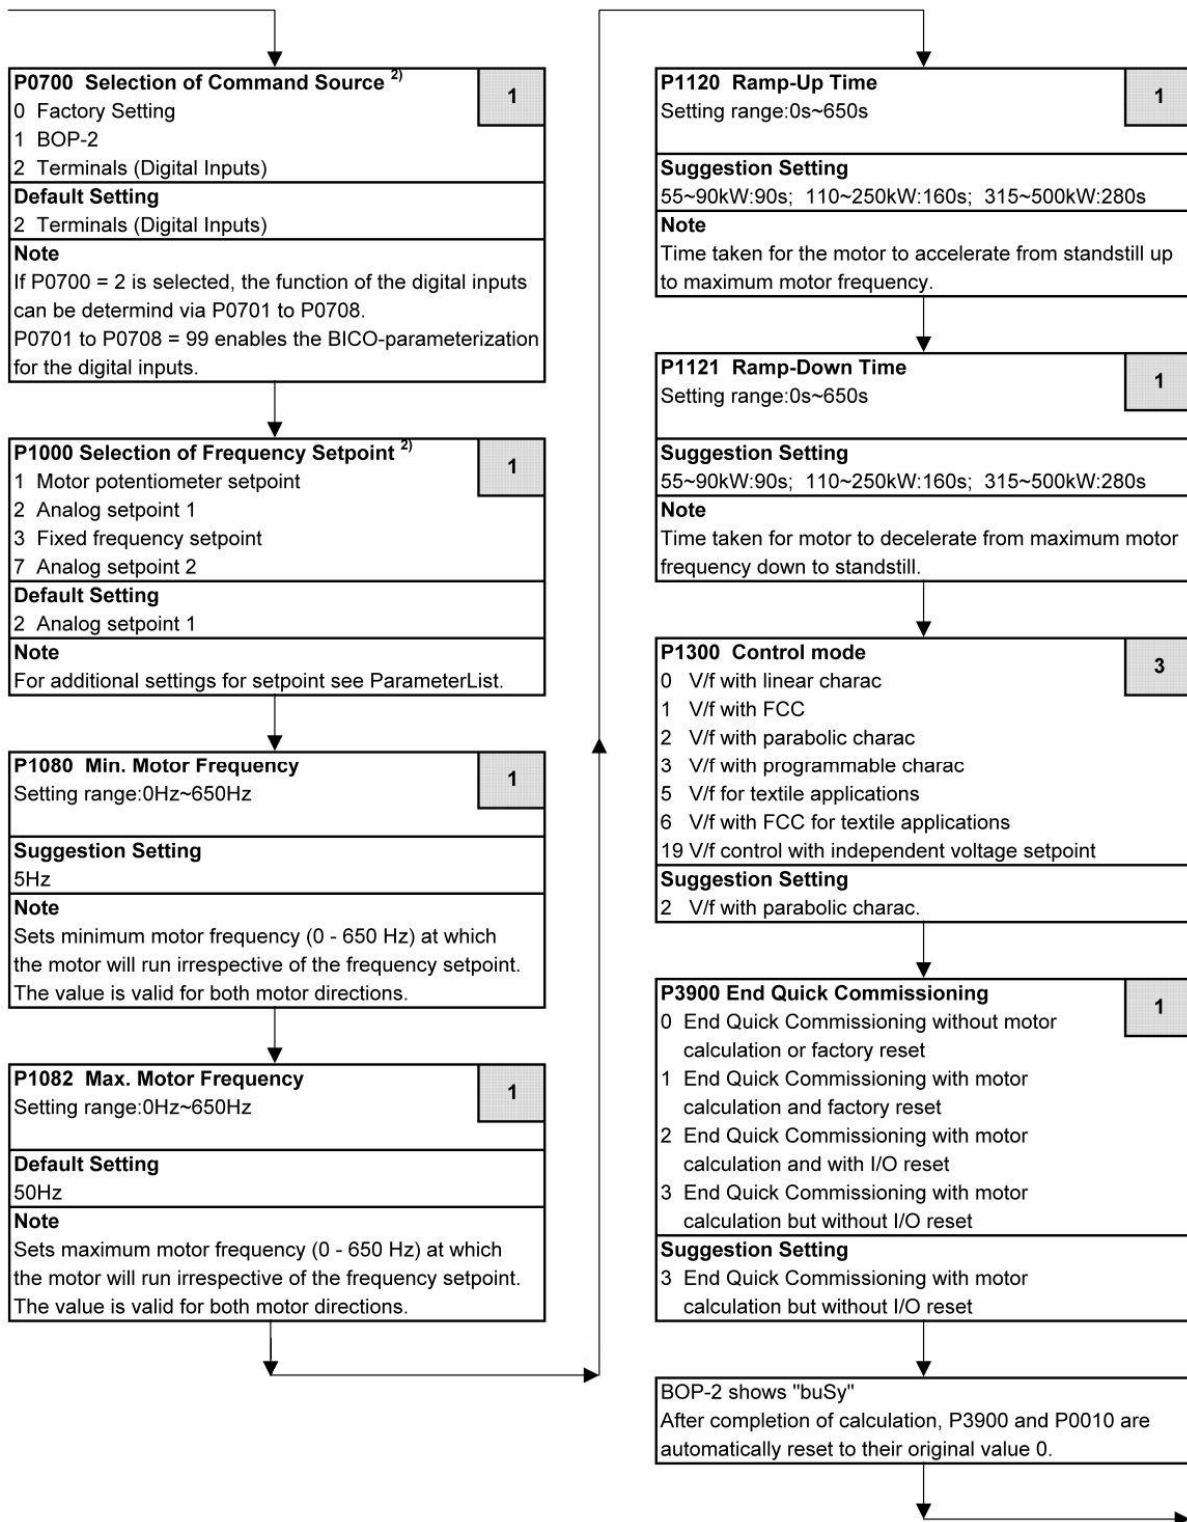 P0700 Selection of Command Source 2)
1
0 Factory Setting
1 BOP-2
2 Terminals (Digital Inputs)
Default Setting
2 Terminals (Digital Inputs)
Note
If P0700 = 2 is selected, the function of the digital inputs
can be determind via P0701 to P0708.
P0701 to P0708 = 99 enables the BICO-parameterization
for the digital inputs.
P1000 Selection of Frequency Setpoint 2)
1
1 Motor potentiometer setpoint
2 Analog setpoint 1
3 Fixed frequency setpoint
7 Analog setpoint 2
Default Setting
2 Analog setpoint 1
Note
For additional settings for setpoint see ParameterList.
P1080 Min. Motor Frequency
1
Setting range:0Hz~650Hz
Suggestion Setting
5Hz
Note
Sets minimum motor frequency (0 - 650 Hz) at which
the motor will run irrespective of the frequency setpoint.
The value is valid for both motor directions.
P1082 Max. Motor Frequency
1
Setting range:0Hz~650Hz
Default Setting
50Hz
Note
Sets maximum motor frequency (0 - 650 Hz) at which
the motor will run irrespective of the frequency setpoint.
The value is valid for both motor directions.
P1120 Ramp-Up Time
1
Setting range:0s~650s
Suggestion Setting
55~90kW:90s; 110~250kW:160s; 315~500kW:280s
Note
Time taken for the motor to accelerate from standstill up
to maximum motor frequency.
P1121 Ramp-Down Time
1
Setting range:0s~650s
Suggestion Setting
55~90kW:90s; 110~250kW:160s; 315~500kW:280s
Note
Time taken for motor to decelerate from maximum motor
frequency down to standstill.
P1300 Control mode
3
0 V/f with linear charac
1 V/f with FCC
2 V/f with parabolic charac
3 V/f with programmable charac
5 V/f for textile applications
6 V/f with FCC for textile applications
19 V/f control with independent voltage setpoint
Suggestion Setting
2 V/f with parabolic charac.
P3900 End Quick Commissioning
1
0 End Quick Commissioning without motor
calculation or factory reset
1 End Quick Commissioning with motor
calculation and factory reset
2 End Quick Commissioning with motor
calculation and with I/O reset
3 End Quick Commissioning with motor
calculation but without I/O reset
Suggestion Setting
3 End Quick Commissioning with motor
calculation but without I/O reset
BOP-2 shows "buSy"
After completion of calculation, P3900 and P0010 are
automatically reset to their original value 0.